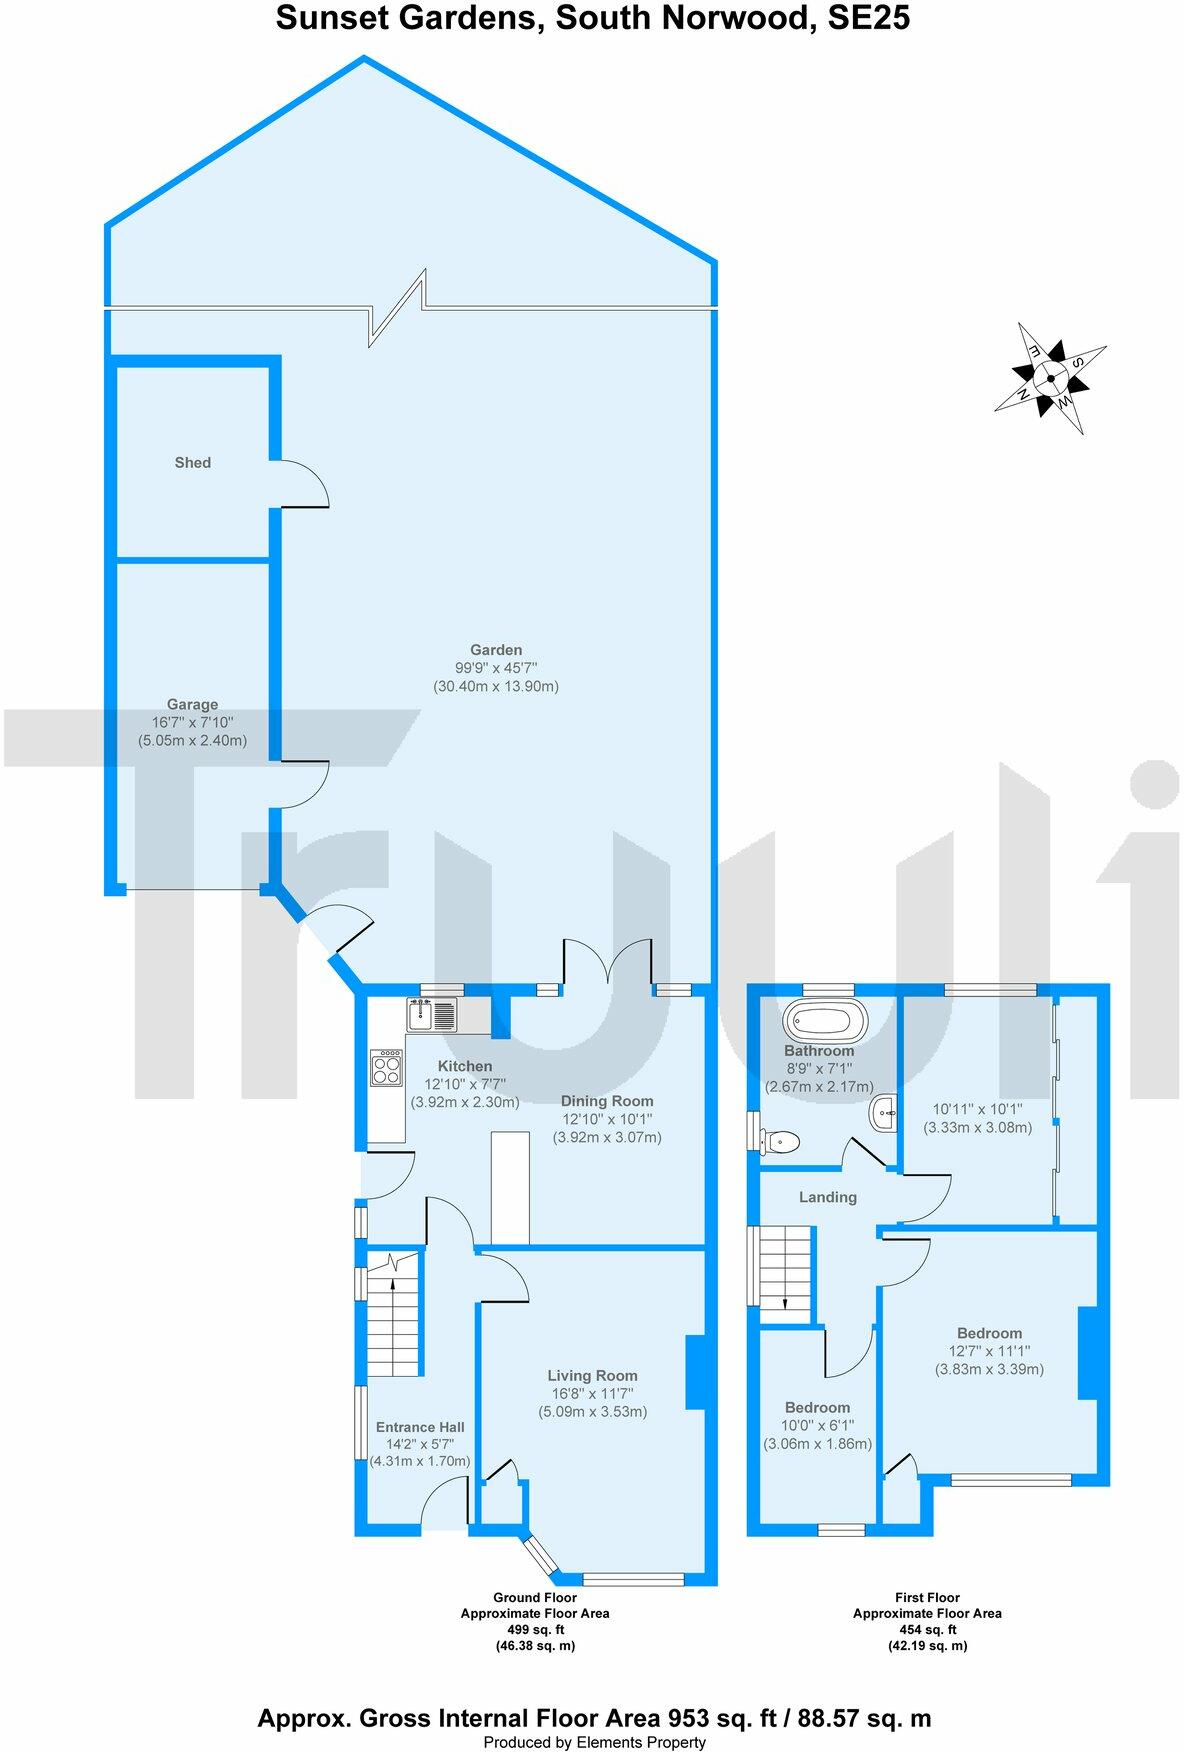 Sunset Gardens, South Norwood, SE25
E
S
N
W
Shed
Garden
99'9" x 45'7"
(30.40m x 13.90m)
Garage
16'7" x 7'10"
(5.05m x 2.40m)
Truuli
Kitchen
12'10" x 7'7"
(3.92m x 2.30m)
Dining Room
12'10" x 10'1"
(3.92m x 3.07m)
Bathroom
8'9" x 7'1"
(2.67m x 2.17m)
10'11" x 10'1"
(3.33m x 3.08m)
Landing
Living Room
16'8" x 11'7"
(5.09m x 3.53m)
Entrance Hall
14'2" x 5'7"
(4.31m x 1.70m)
Bedroom
12'7" x 11'1"
(3.83m x 3.39m)
Bedroom
10'0" x 6'1"
(3.06m x 1.86m)
Ground Floor
Approximate Floor Area
499 sq. ft
(46.38 sq. m)
First Floor
Approximate Floor Area
454 sq. ft
(42.19 sq. m)
Approx. Gross Internal Floor Area 953 sq. ft / 88.57 sq. m
Produced by Elements Property